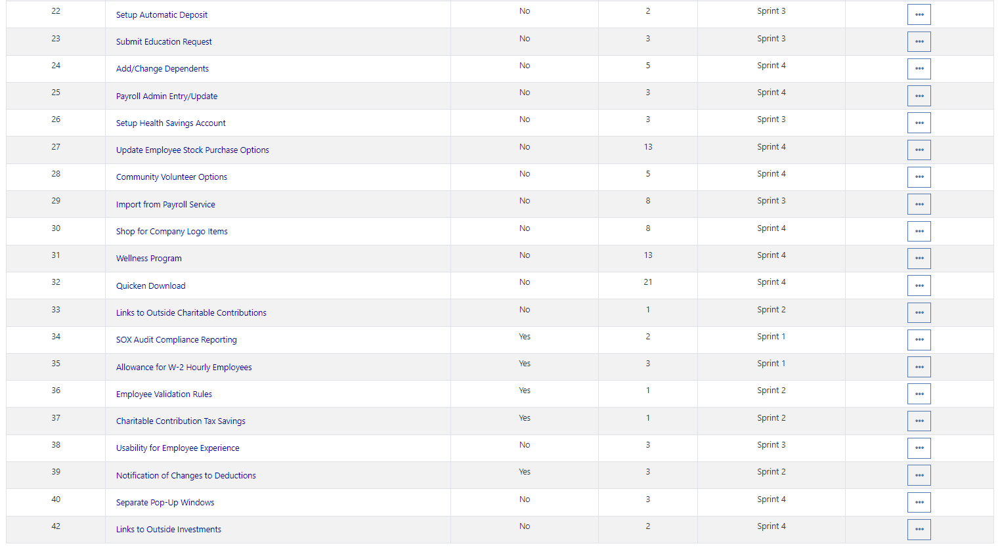 22 Setup Automatic Deposit No 2 Sprint 3 •••
23 Submit Education Request No 3 Sprint 3 •••
24 Add/Change Dependents No 5 Sprint 4 •••
25 Payroll Admin Entry/Update No 3 Sprint 4 •••
26 Setup Health Savings Account No 3 Sprint 3 •••
27 Update Employee Stock Purchase Options No 13 Sprint 4 •••
28 Community Volunteer Options No 5 Sprint 4 •••
29 Import from Payroll Service No 8 Sprint 3 •••
30 Shop for Company Logo Items No 8 Sprint 4 •••
31 Wellness Program No 13 Sprint 4 •••
32 Quicken Download No 21 Sprint 4 •••
33 Links to Outside Charitable Contributions No 1 Sprint 2 •••
34 SOX Audit Compliance Reporting Yes 2 Sprint 1 •••
35 Allowance for W-2 Hourly Employees Yes 3 Sprint 1 •••
36 Employee Validation Rules Yes 1 Sprint 2 •••
37 Charitable Contribution Tax Savings Yes 1 Sprint 2 •••
38 Usability for Employee Experience No 3 Sprint 3 •••
39 Notification of Changes to Deductions Yes 3 Sprint 2 •••
40 Separate Pop-Up Windows No 3 Sprint 4 •••
42 Links to Outside Investments No 2 Sprint 4 •••